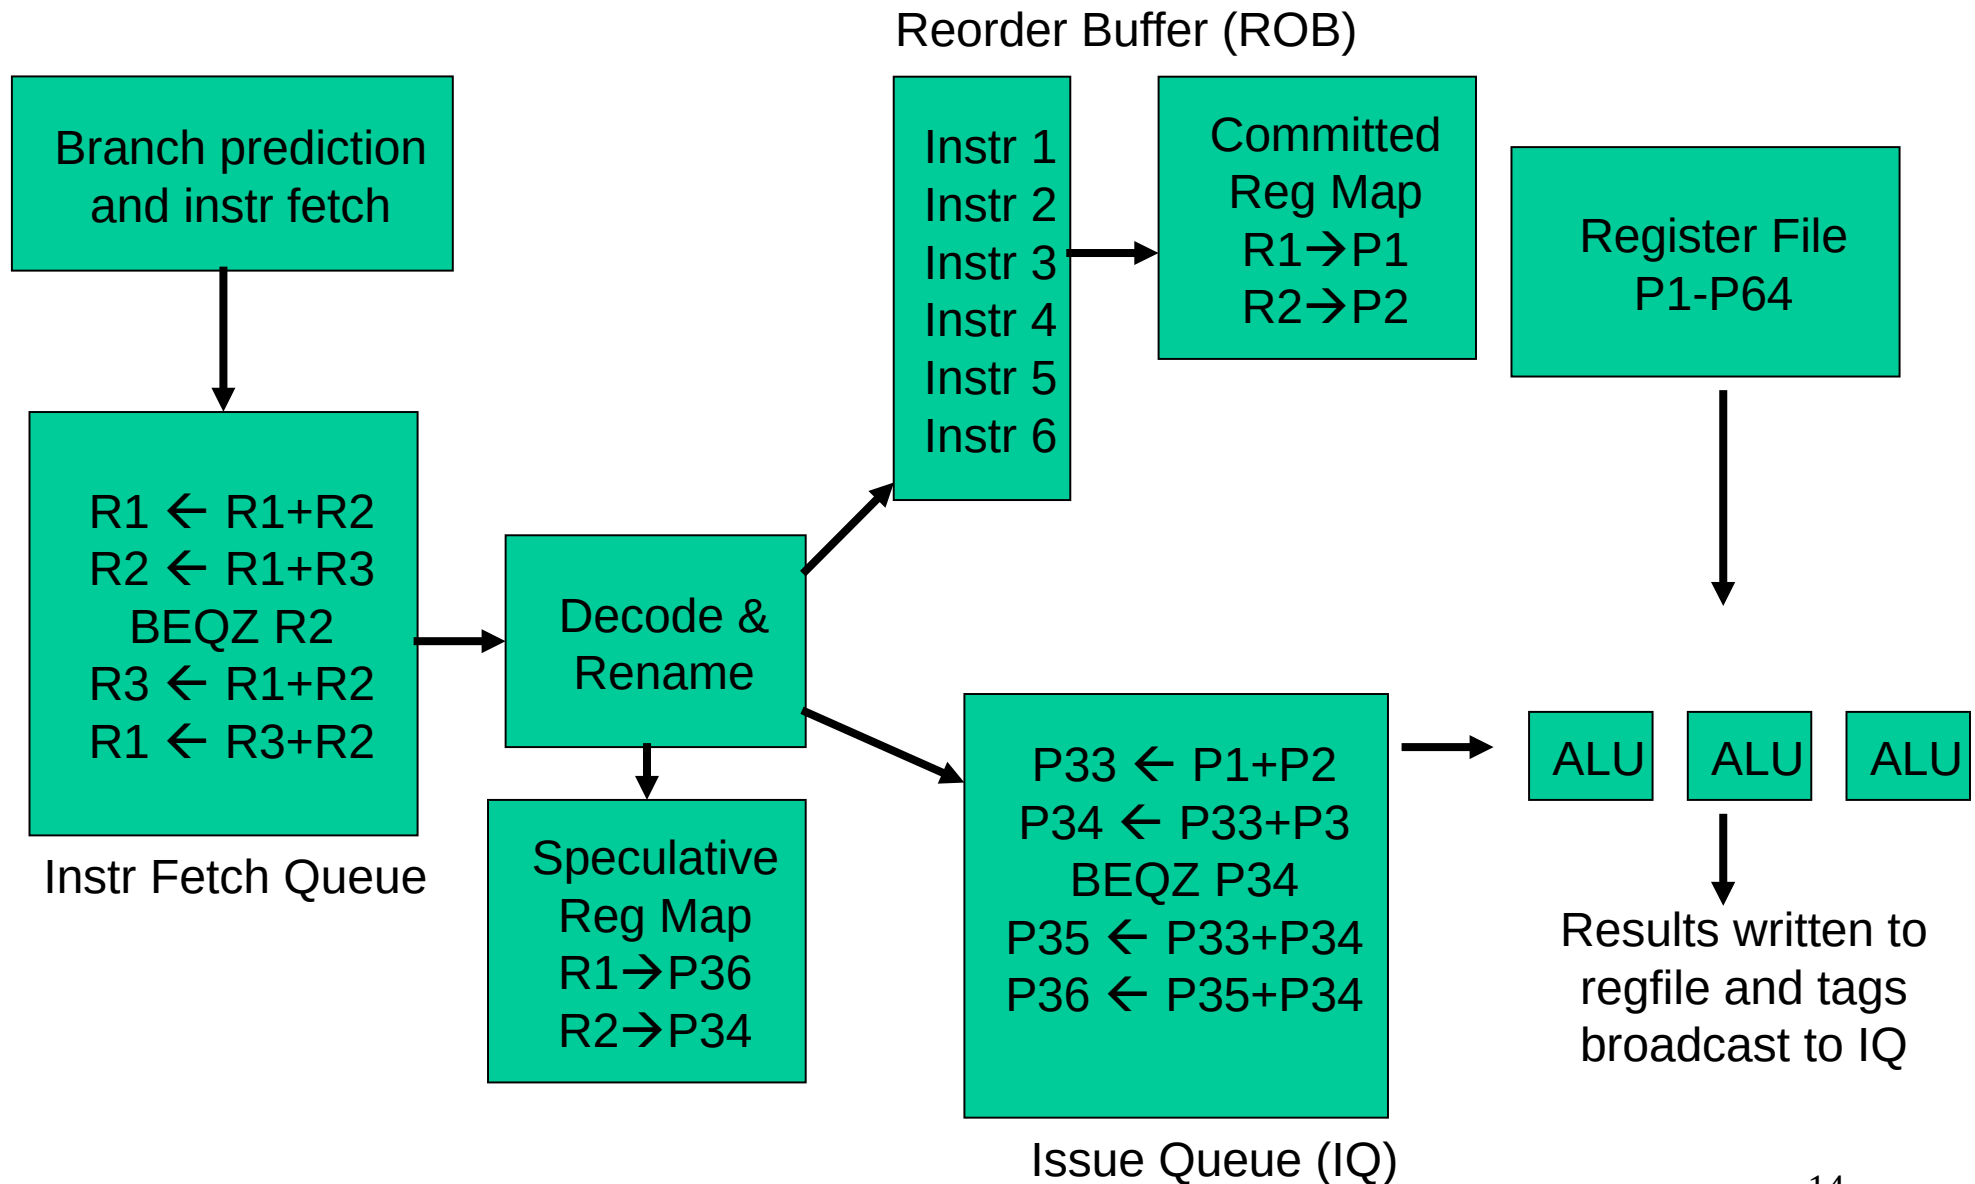 Reorder Buffer (ROB)
Branch prediction
and instr fetch
Instr 1
Instr 2
Instr 3
Instr 4
Instr 5
Instr 6
Committed
Reg Map
R1→P1
R2→P2
Register File
P1-P64
R1 ← R1+R2
R2 ← R1+R3
BEQZ R2
R3 ← R1+R2
R1 ← R3+R2
Instr Fetch Queue
Decode &
Rename
Speculative
Reg Map
R1→P36
R2→P34
P33 ← P1+P2
P34 ← P33+P3
BEQZ P34
P35 ← P33+P34
P36 ← P35+P34
Issue Queue (IQ)
ALU
ALU
ALU
Results written to
regfile and tags
broadcast to IQ
14